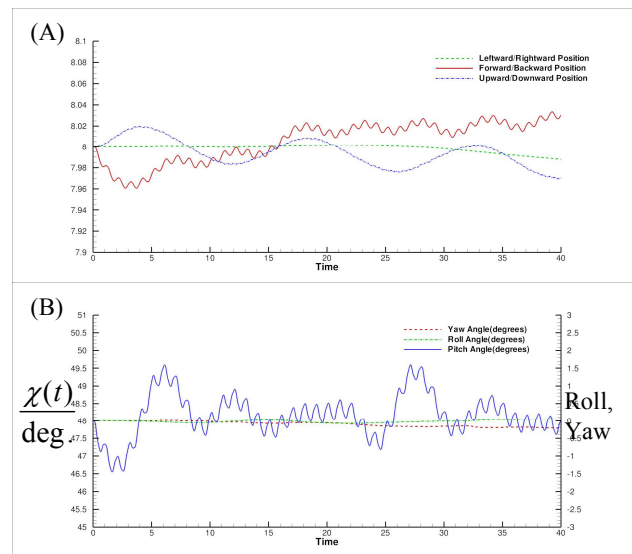 (A)
8.1
8.08
8.06
8.04
8.02
8
7.98
7.96
7.94
7.92
7.9
Leftward/Rightward Position
Forward/Backward Position
Upward/Downward Position
0 5 10 15 20 25 30 35 40
Time
(B)
51
50.5
50
49.5
49
48.5
48
47.5
47
46.5
46
45.5
45
Yaw Angle(degrees)
Roll Angle(degrees)
Pitch Angle(degrees)
3
2.5
2
1.5
1
0.5
0
-0.5
-1
-1.5
-2
-2.5
-3
χ(t)
deg.
Roll,
Yaw
0 5 10 15 20 25 30 35 40
Time